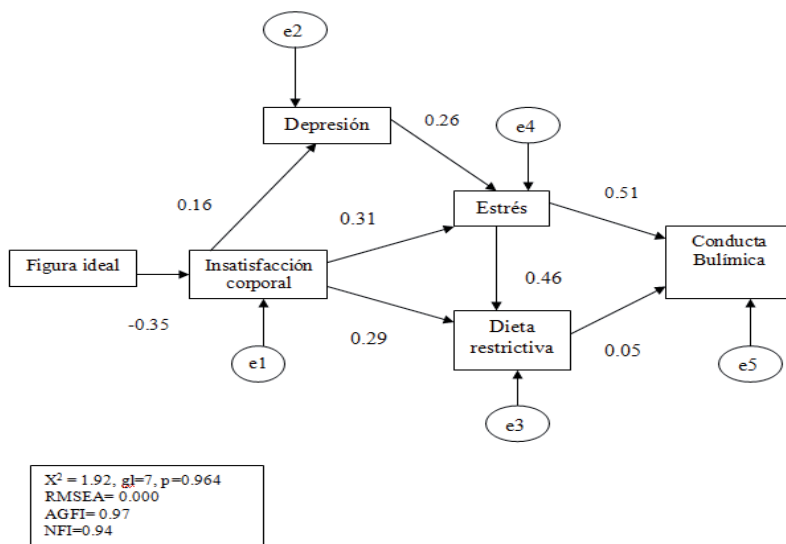 e2
Depresión
0.26
e4
0.16
0.31
Estrés
0.51
Conducta
Bulímica
Figura ideal
Insatisfacción
corporal
0.46
-0.35
0.29
Dieta
restrictiva
0.05
e1
e3
e5
X² = 1.92, gl=7, p=0.964
RMSEA= 0.000
AGFI= 0.97
NFI=0.94